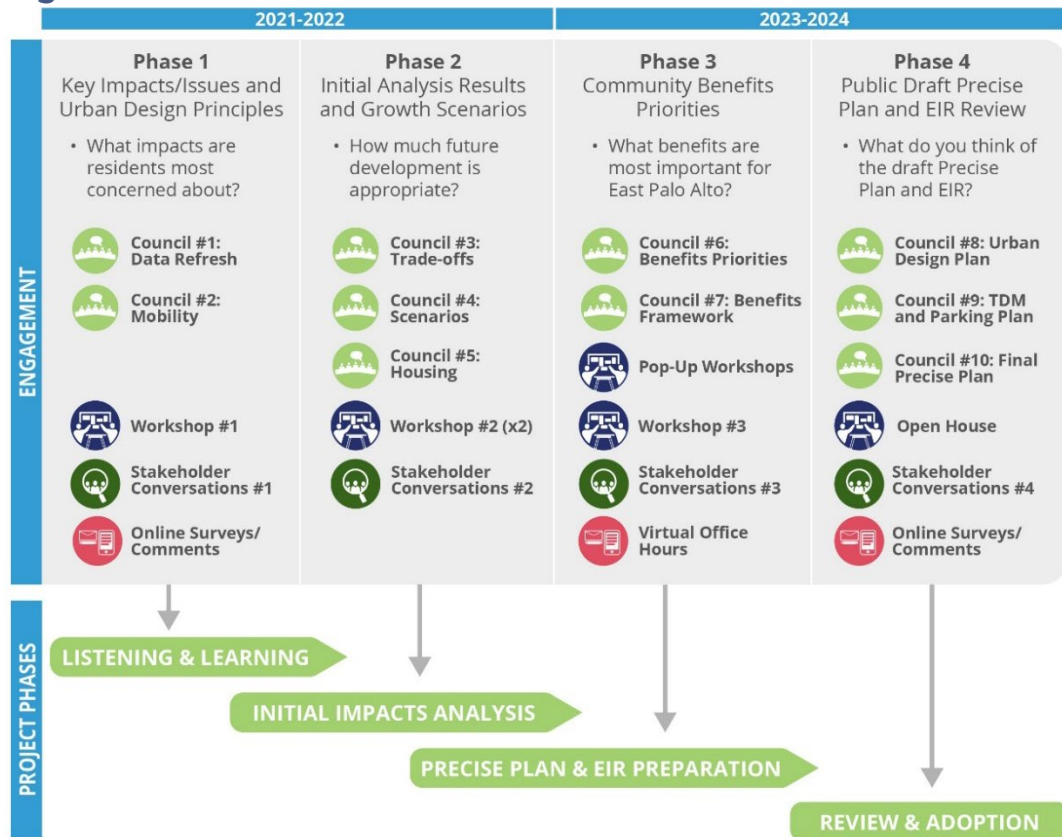 2021-2022
2023-2024
ENGAGEMENT
Phase 1
Key Impacts/Issues and
Urban Design Principles
• What impacts are
residents most
concerned about?
Council #1:
Data Refresh
Council #2:
Mobility
Workshop #1
Stakeholder
Conversations #1
Online Surveys/
Comments
Phase 2
Initial Analysis Results
and Growth Scenarios
• How much future
development is
appropriate?
Council #3:
Trade-offs
Council #4:
Scenarios
Council #5:
Housing
Workshop #2 (x2)
Stakeholder
Conversations #2
Phase 3
Community Benefits
Priorities
• What benefits are
most important for
East Palo Alto?
Council #6:
Benefits Priorities
Council #7: Benefits
Framework
Pop-Up Workshops
Workshop #3
Stakeholder
Conversations #3
Virtual Office
Hours
Phase 4
Public Draft Precise
Plan and EIR Review
• What do you think of
the draft Precise
Plan and EIR?
Council #8: Urban
Design Plan
Council #9: TDM
and Parking Plan
Council #10: Final
Precise Plan
Open House
Stakeholder
Conversations #4
Online Surveys/
Comments
PROJECT PHASES
LISTENING & LEARNING
INITIAL IMPACTS ANALYSIS
PRECISE PLAN & EIR PREPARATION
REVIEW & ADOPTION